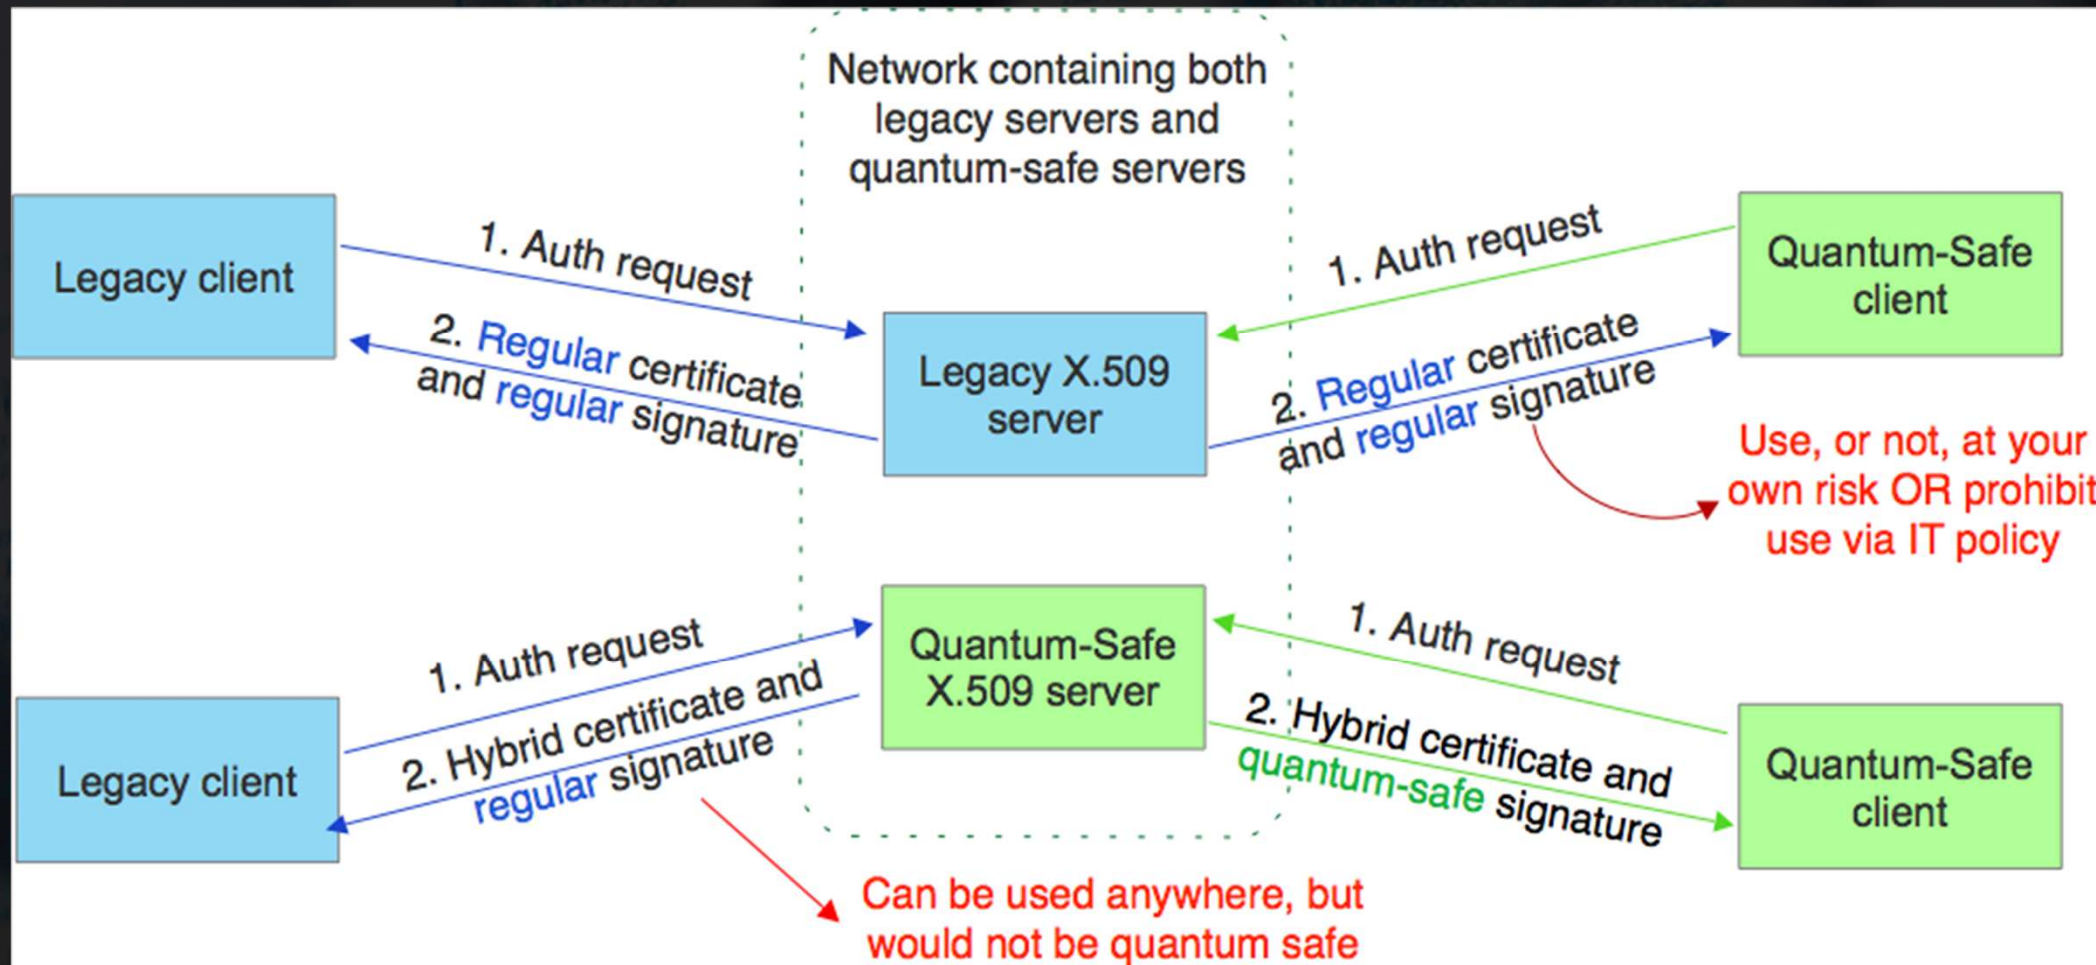 Network containing both
legacy servers and
quantum-safe servers
Legacy client
1. Auth request
2. Regular certificate
and regular signature
Legacy X.509
server
1. Auth request
2. Regular certificate
and regular signature
Quantum-Safe
client
Use, or not, at your
own risk OR prohibit
use via IT policy
Legacy client
1. Auth request
2. Hybrid certificate and
regular signature
Quantum-Safe
X.509 server
1. Auth request
2. Hybrid certificate and
quantum-safe signature
Quantum-Safe
client
Can be used anywhere, but
would not be quantum safe